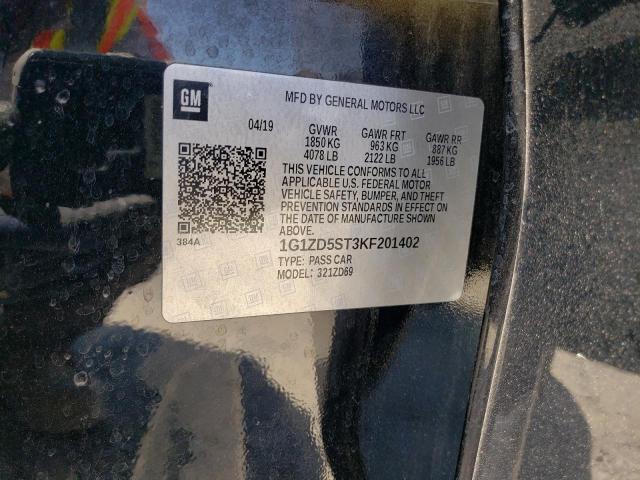 GM
MFD BY GENERAL MOTORS LLC
04/19 GVWR GAWR FRT GAWR RR
1850 KG 963 KG 887 KG
4078 LB 2122 LB 1956 LB
THIS VEHICLE CONFORMS TO ALL
APPLICABLE U.S. FEDERAL MOTOR
VEHICLE SAFETY, BUMPER, AND THEFT
PREVENTION STANDARDS IN EFFECT ON
THE DATE OF MANUFACTURE SHOWN
ABOVE.
384A
1G1ZD5ST3KF201402
TYPE: PASS CAR
MODEL: 321ZD69